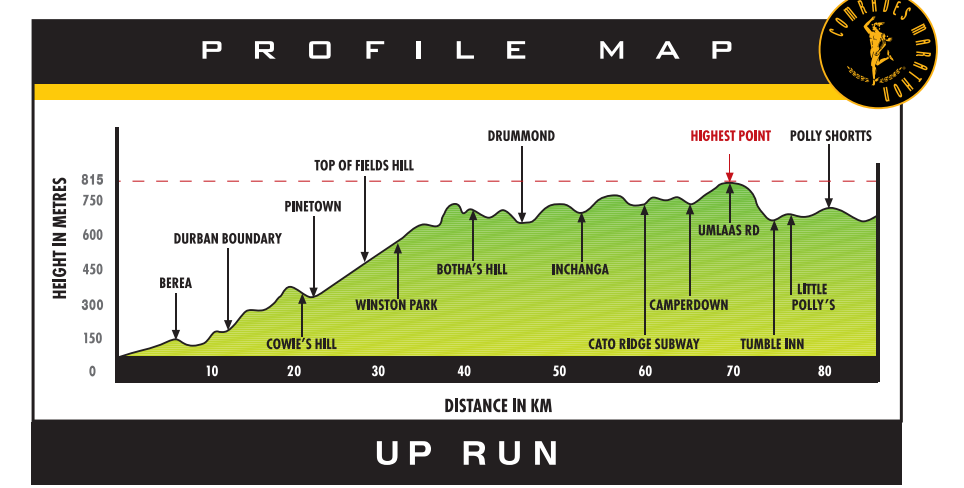 COMRADES MARATHON
PROFILE MAP
DRUMMOND
HIGHEST POINT
POLLY SHORTTS
TOP OF FIELDS HILL
815
750
PINETOWN
600
DURBAN BOUNDARY
UMLAAS RD
HEIGHT IN METRES
450
BEREA
BOTHA'S HILL
INCHANGA
LITTLE
POLLY'S
300
WINSTON PARK
CAMPERDOWN
150
COWIE'S HILL
CATO RIDGE SUBWAY
TUMBLE INN
0
10
20
30
40
50
60
70
80
DISTANCE IN KM
UP RUN